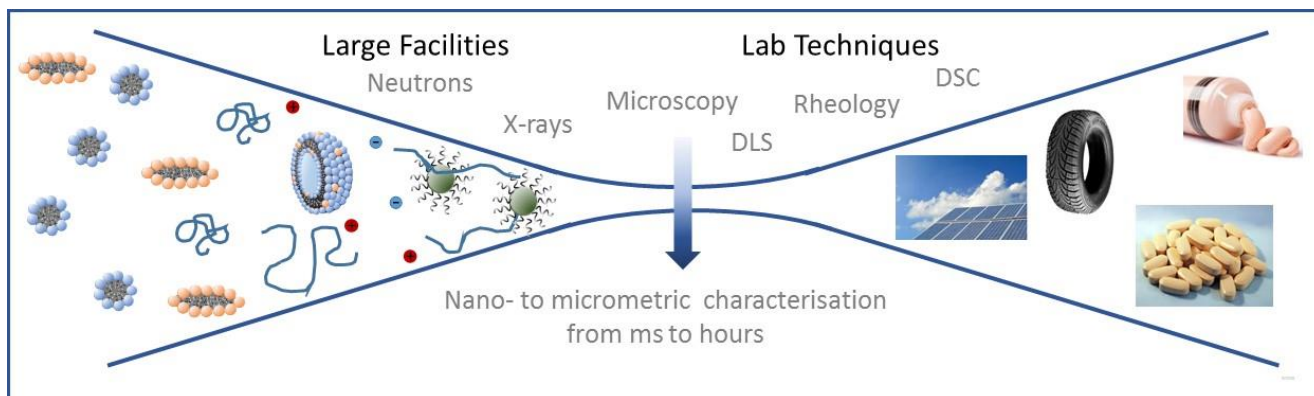 Large Facilities
Lab Techniques
Neutrons
DSC
Microscopy
Rheology
X-rays
DLS
+
-
-
+
+
Nano- to micrometric characterisation
from ms to hours